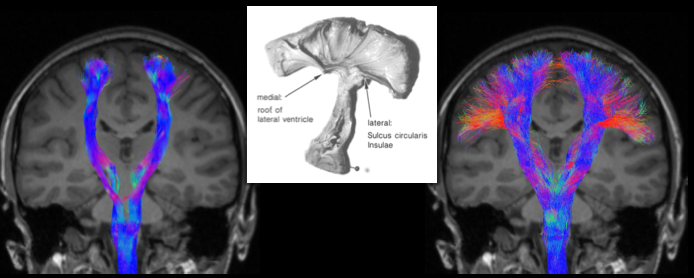 medial:
roof of
lateral ventricle
lateral:
Sulcus circularis
Insulae